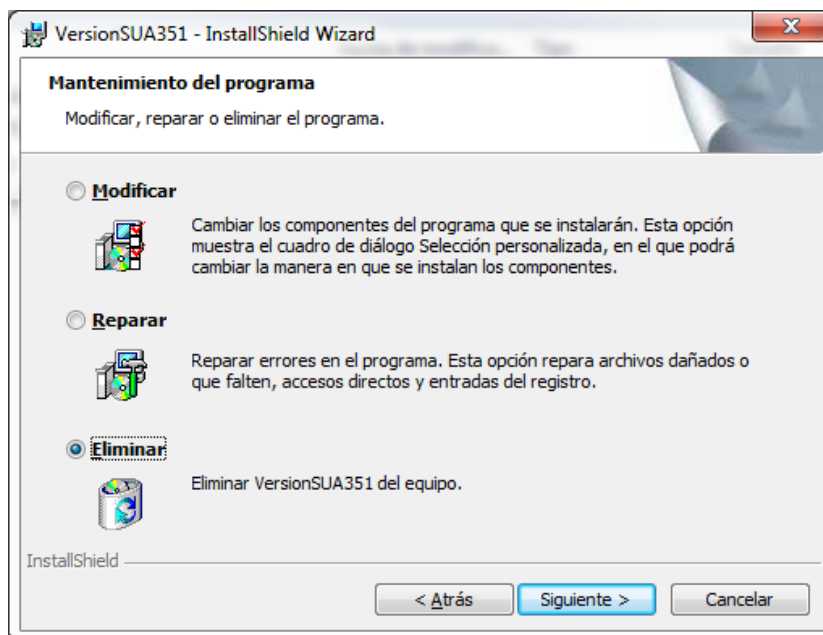 VersionSUA351 - InstallShield Wizard
Mantenimiento del programa
Modificar, reparar o eliminar el programa.
Modificar
Cambiar los componentes del programa que se instalarán. Esta opción
muestra el cuadro de diálogo Selección personalizada, en el que podrá
cambiar la manera en que se instalan los componentes.
Reparar
Reparar errores en el programa. Esta opción repara archivos dañados o
que falten, accesos directos y entradas del registro.
Eliminar
Eliminar VersionSUA351 del equipo.
InstallShield
< Atrás
Siguiente >
Cancelar